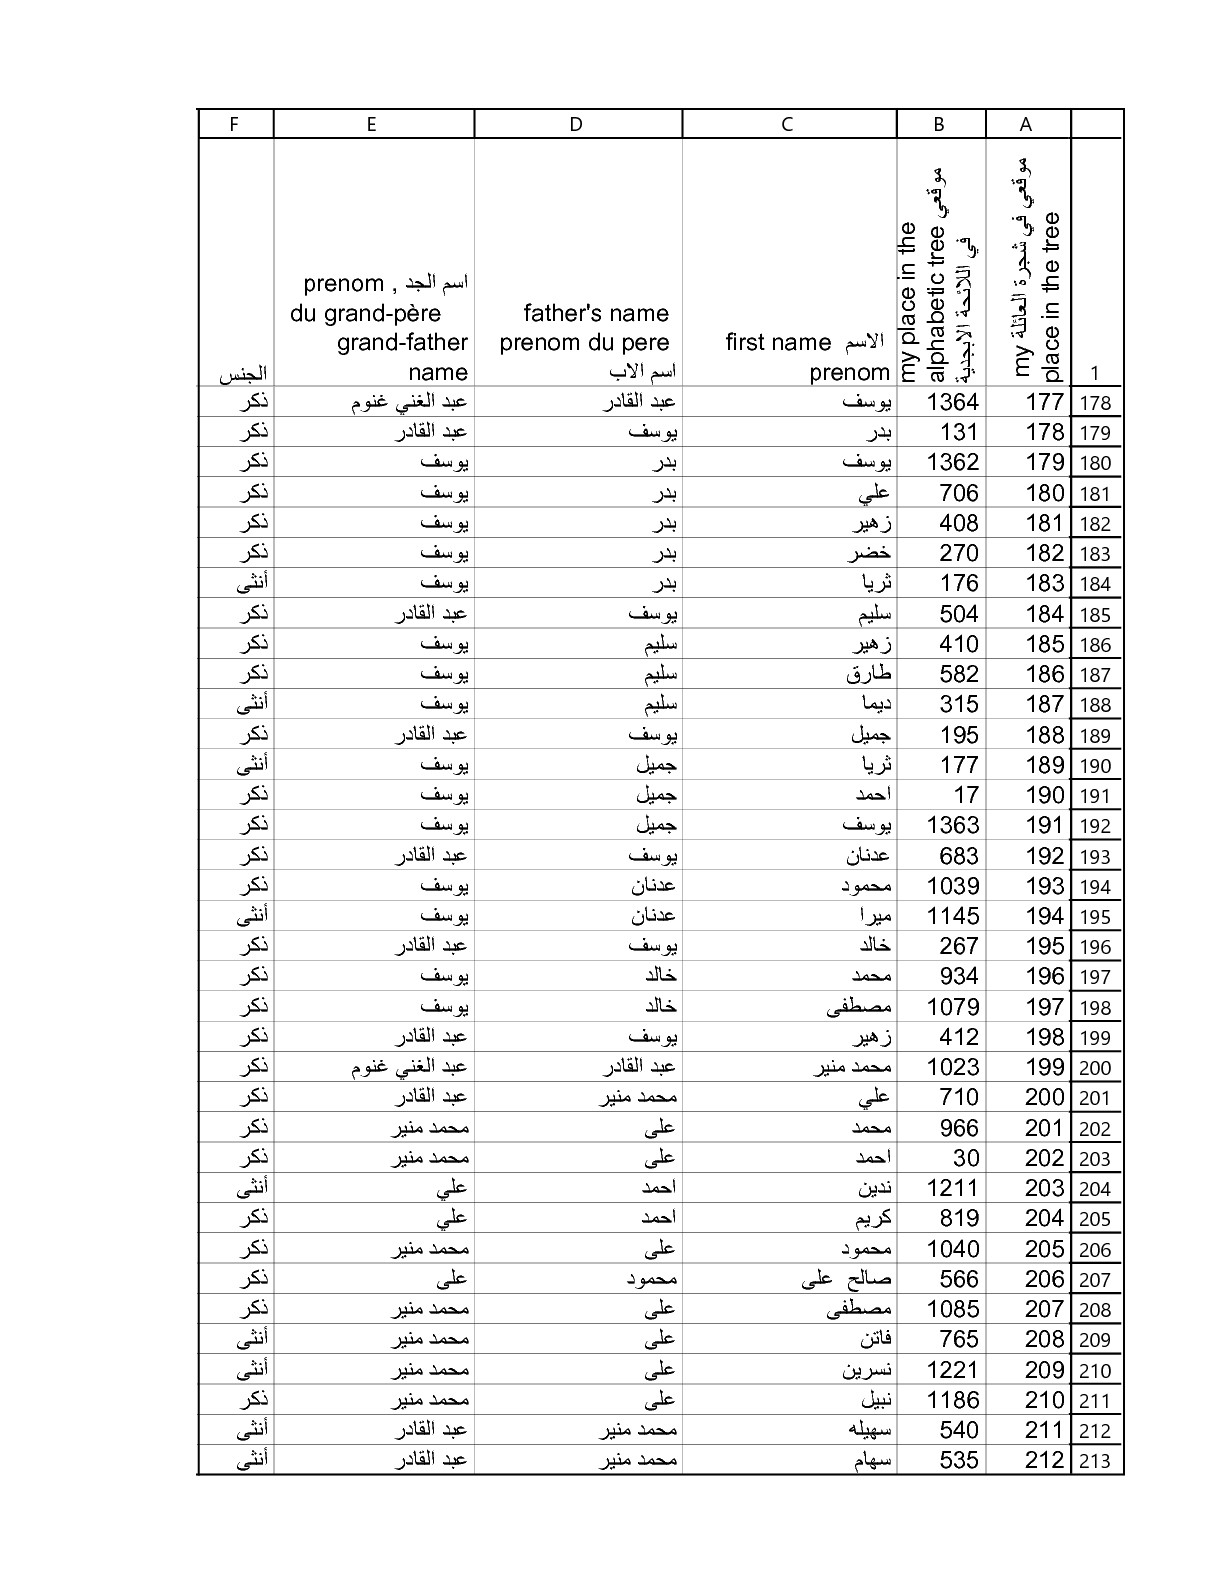 A B C D E F
1
موقعي في شجرة العائلة my
place in the tree
my place in the
alphabetic tree موقعي
في اللائحة الابجدية
first name الاسم
prenom
father's name
prenom du pere
اسم الاب
prenom , اسم الجد
du grand-père
grand-father
name
الجنس
178 177 1364 يوسف عبد القادر عبد الغني غنوم ذكر
179 178 131 بدر يوسف عبد القادر ذكر
180 179 1362 يوسف بدر يوسف ذكر
181 180 706 علي بدر يوسف ذكر
182 181 408 زهير بدر يوسف ذكر
183 182 270 خضر بدر يوسف ذكر
184 183 176 ثريا بدر يوسف أنثى
185 184 504 سليم يوسف عبد القادر ذكر
186 185 410 زهير سليم يوسف ذكر
187 186 582 طارق سليم يوسف ذكر
188 187 315 ديما سليم يوسف أنثى
189 188 195 جميل يوسف عبد القادر ذكر
190 189 177 ثريا جميل يوسف أنثى
191 190 17 احمد جميل يوسف ذكر
192 191 1363 يوسف جميل يوسف ذكر
193 192 683 عدنان يوسف عبد القادر ذكر
194 193 1039 محمود عدنان يوسف ذكر
195 194 1145 ميرا عدنان يوسف أنثى
196 195 267 خالد يوسف عبد القادر ذكر
197 196 934 محمد خالد يوسف ذكر
198 197 1079 مصطفى خالد يوسف ذكر
199 198 412 زهير يوسف عبد القادر ذكر
200 199 1023 محمد منير عبد القادر عبد الغني غنوم ذكر
201 200 710 علي محمد منير عبد القادر ذكر
202 201 966 محمد على محمد منير ذكر
203 202 30 احمد على محمد منير ذكر
204 203 1211 ندين احمد علي أنثى
205 204 819 كريم احمد علي ذكر
206 205 1040 محمود على محمد منير ذكر
207 206 566 صالح على محمود على ذكر
208 207 1085 مصطفى على محمد منير ذكر
209 208 765 فاتن على محمد منير أنثى
210 209 1221 نسرين على محمد منير أنثى
211 210 1186 نبيل على محمد منير ذكر
212 211 540 سهيله محمد منير عبد القادر أنثى
213 212 535 سهام محمد منير عبد القادر أنثى